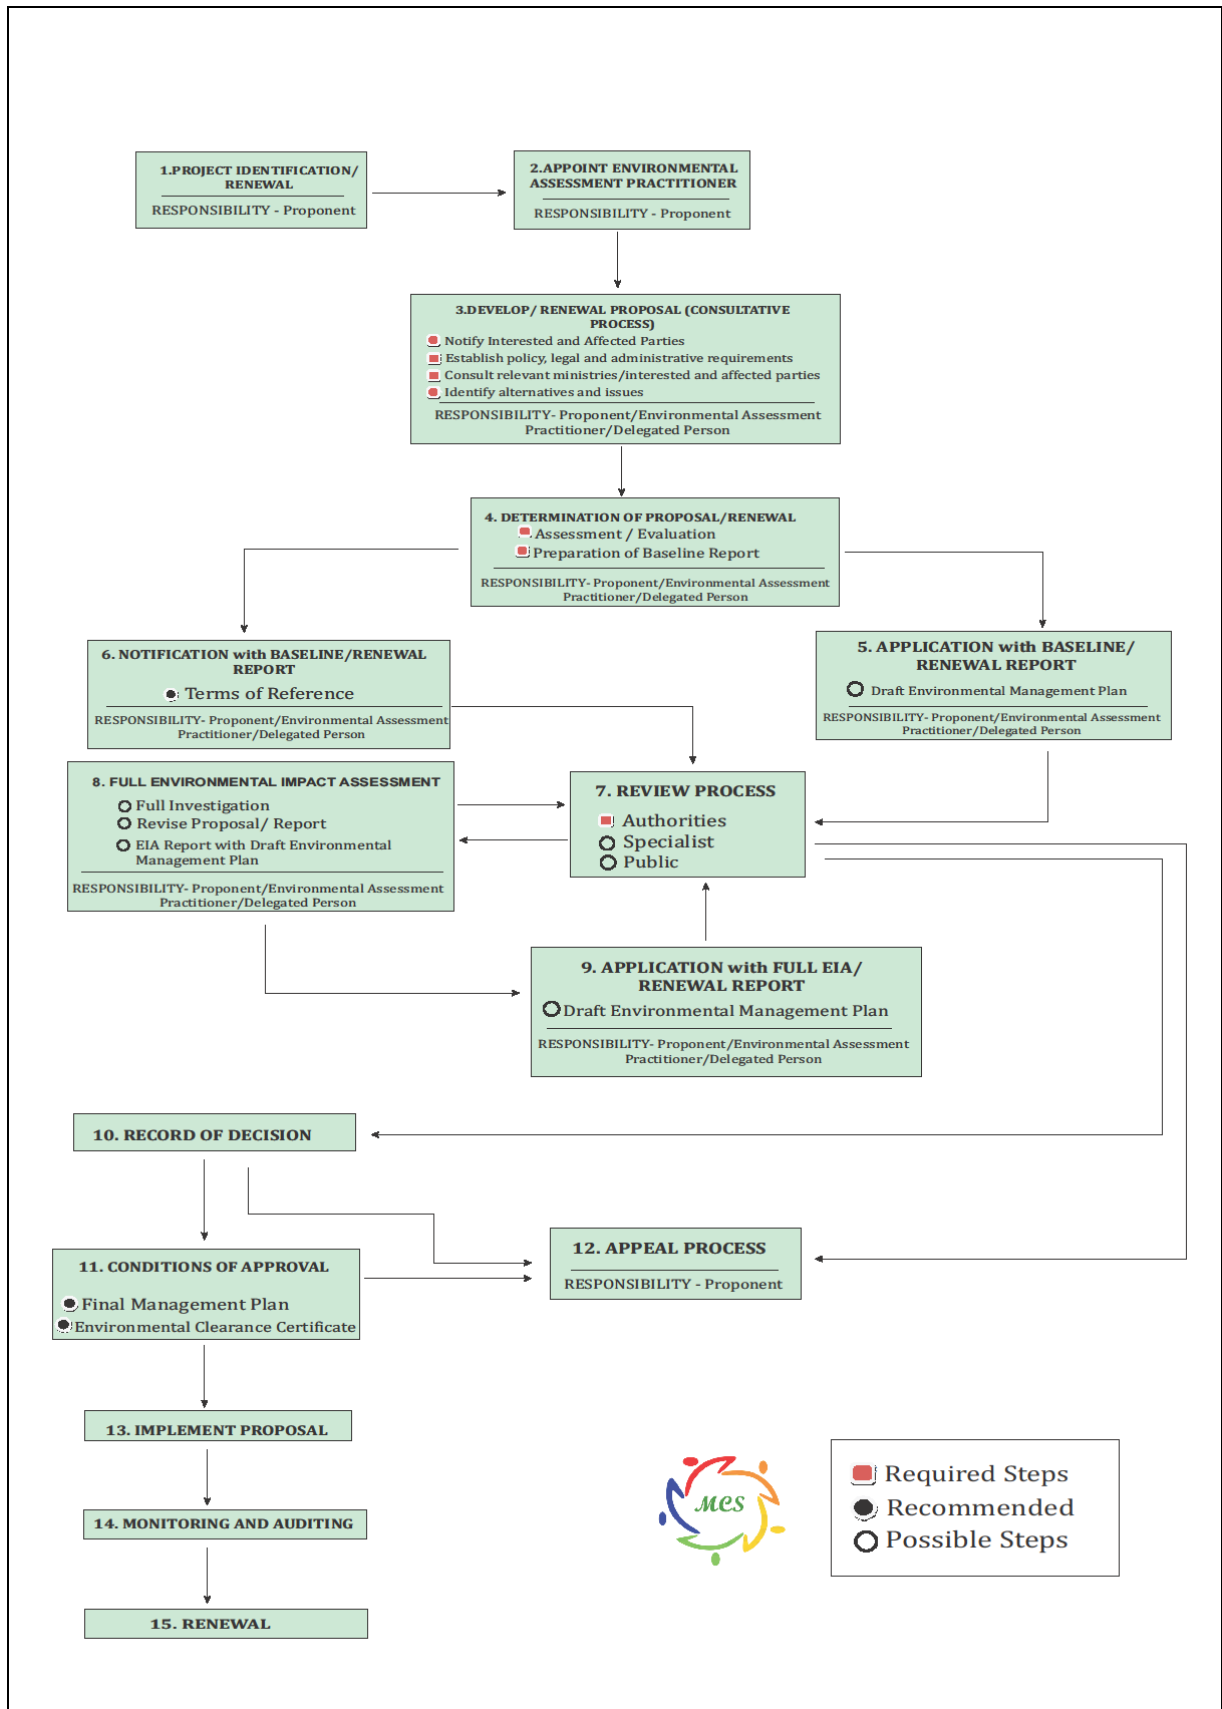 1.PROJECT IDENTIFICATION/
RENEWAL
RESPONSIBILITY - Proponent
2.APPOINT ENVIRONMENTAL
ASSESSMENT PRACTITIONER
RESPONSIBILITY - Proponent
3.DEVELOP/ RENEWAL PROPOSAL (CONSULTATIVE
PROCESS)
Notify Interested and Affected Parties
Establish policy, legal and administrative requirements
Consult relevant ministries/interested and affected parties
Identify alternatives and issues
RESPONSIBILITY- Proponent/Environmental Assessment
Practitioner/Delegated Person
4. DETERMINATION OF PROPOSAL/RENEWAL
Assessment / Evaluation
Preparation of Baseline Report
RESPONSIBILITY- Proponent/Environmental Assessment
Practitioner/Delegated Person
6. NOTIFICATION with BASELINE/RENEWAL
REPORT
Terms of Reference
RESPONSIBILITY- Proponent/Environmental Assessment
Practitioner/Delegated Person
5. APPLICATION with BASELINE/
RENEWAL REPORT
Draft Environmental Management Plan
RESPONSIBILITY- Proponent/Environmental Assessment
Practitioner/Delegated Person
8. FULL ENVIRONMENTAL IMPACT ASSESSMENT
Full Investigation
Revise Proposal/ Report
EIA Report with Draft Environmental
Management Plan
RESPONSIBILITY- Proponent/Environmental Assessment
Practitioner/Delegated Person
7. REVIEW PROCESS
Authorities
Specialist
Public
9. APPLICATION with FULL EIA/
RENEWAL REPORT
Draft Environmental Management Plan
RESPONSIBILITY- Proponent/Environmental Assessment
Practitioner/Delegated Person
10. RECORD OF DECISION
11. CONDITIONS OF APPROVAL
Final Management Plan
Environmental Clearance Certificate
12. APPEAL PROCESS
RESPONSIBILITY - Proponent
13. IMPLEMENT PROPOSAL
14. MONITORING AND AUDITING
15. RENEWAL
MCS
Required Steps
Recommended
Possible Steps